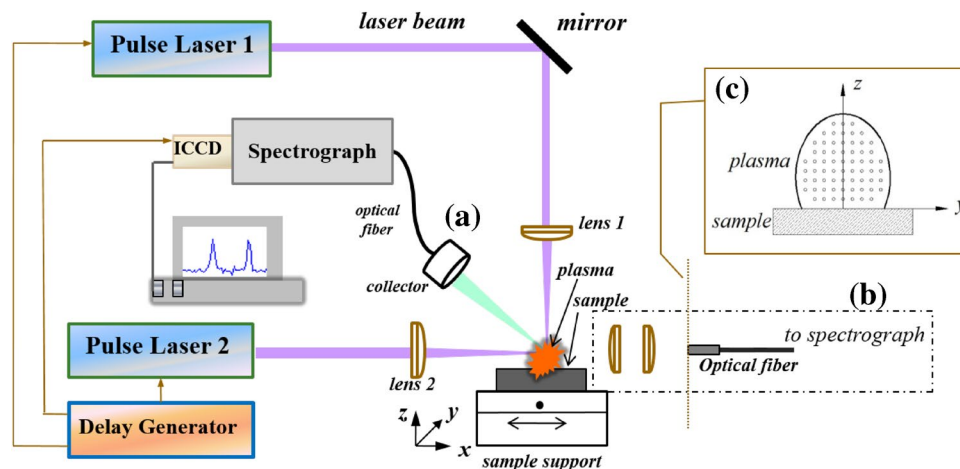 laser beam
mirror
Pulse Laser 1
(c)
z
plasma
y
sample
ICCD
Spectrograph
(a)
optical
fiber
lens 1
plasma
sample
collector
(b)
to spectrograph
Optical fiber
Pulse Laser 2
lens 2
Delay Generator
z
y
x
sample support